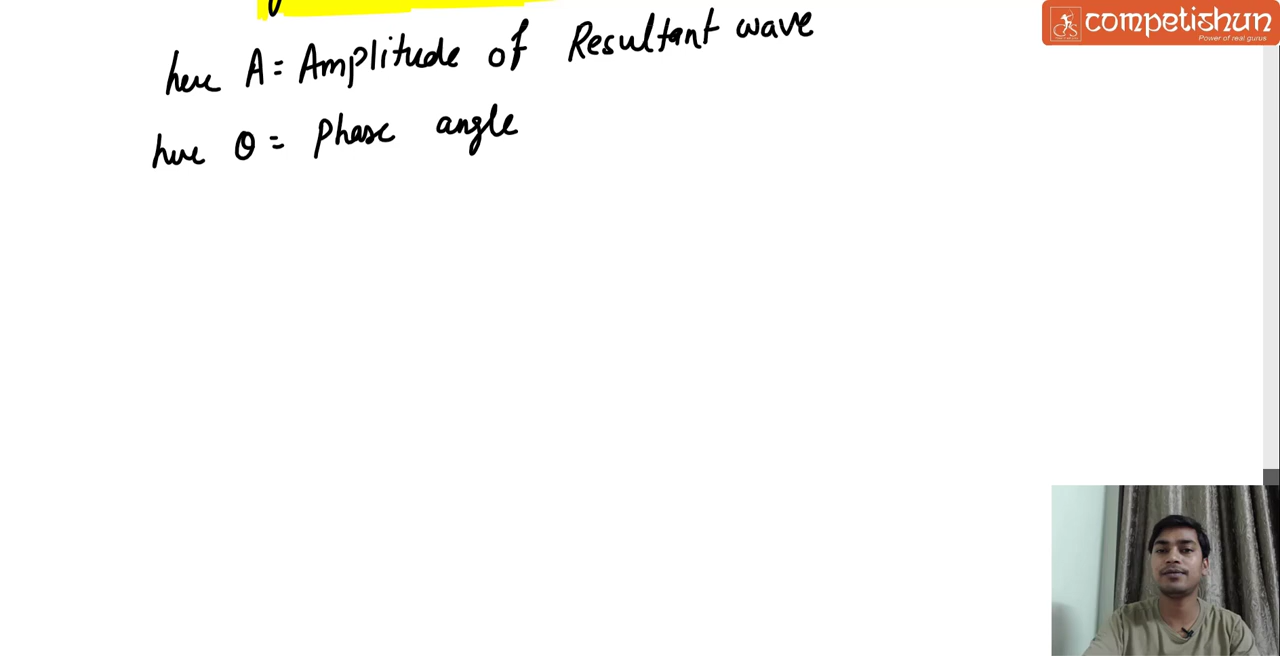 competishun
Power of real gurus
here A = Amplitude of Resultant wave
here θ = Phase angle